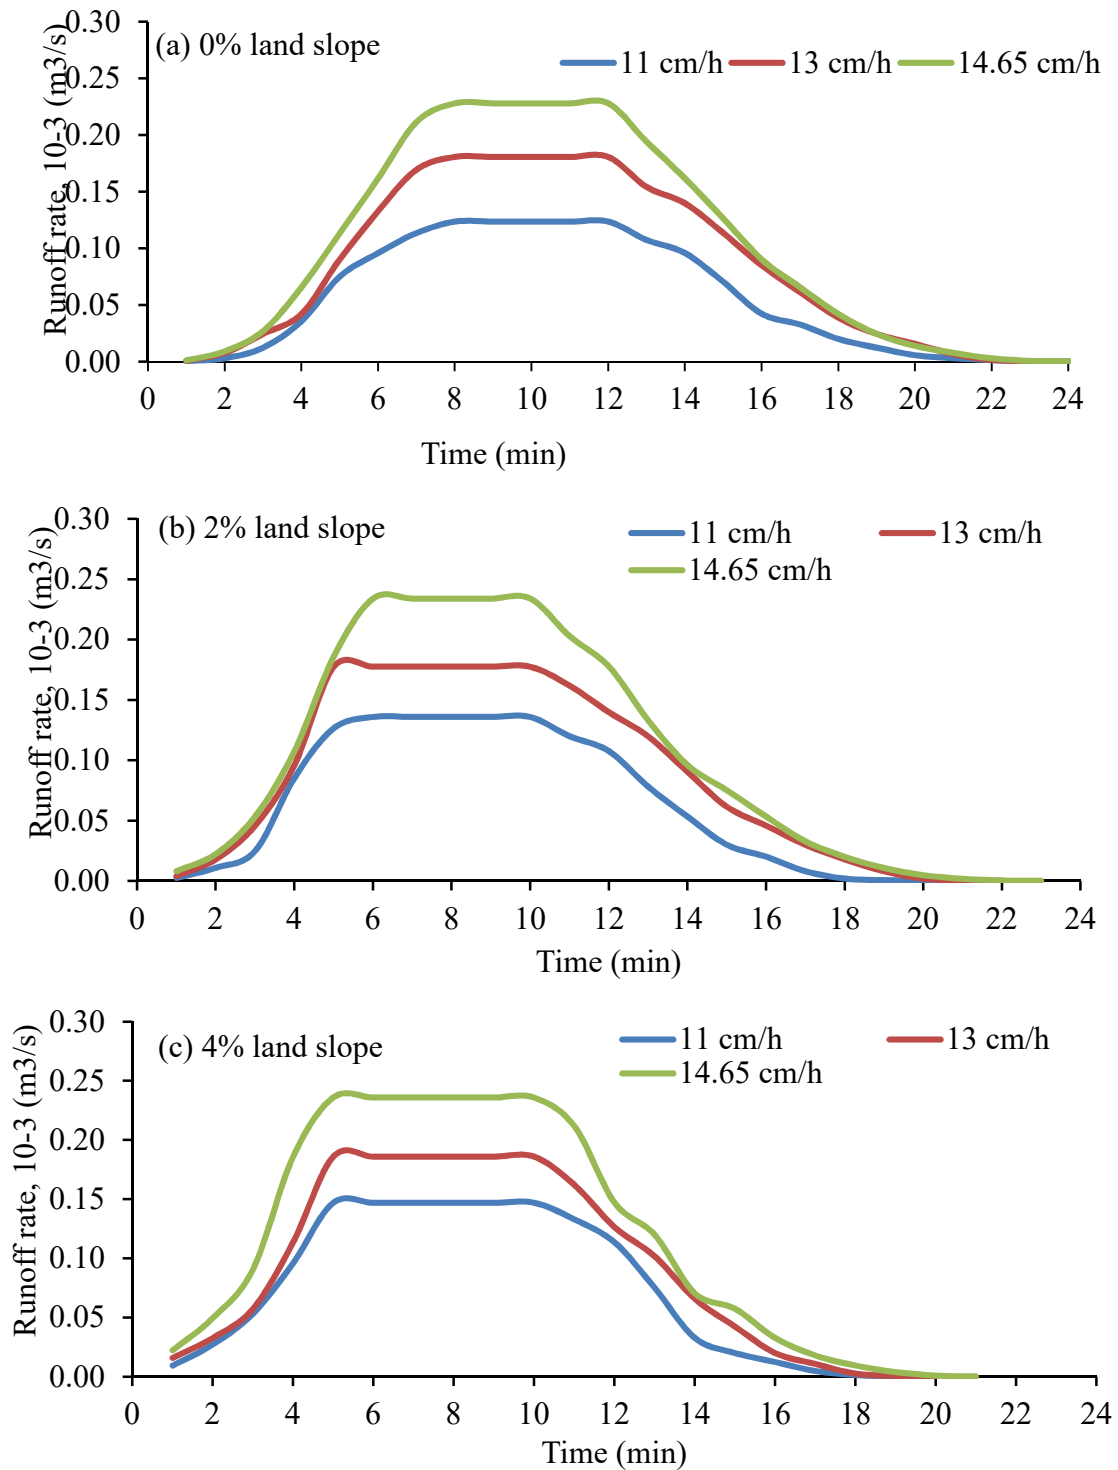 (a) 0% land slope
11 cm/h 13 cm/h 14.65 cm/h
Runoff rate, 10-3 (m3/s)
0.30
0.25
0.20
0.15
0.10
0.05
0.00
0 2 4 6 8 10 12 14 16 18 20 22 24
Time (min)
(b) 2% land slope
11 cm/h 13 cm/h
14.65 cm/h
Runoff rate, 10-3 (m3/s)
0.30
0.25
0.20
0.15
0.10
0.05
0.00
0 2 4 6 8 10 12 14 16 18 20 22 24
Time (min)
(c) 4% land slope
11 cm/h 13 cm/h
14.65 cm/h
Runoff rate, 10-3 (m3/s)
0.30
0.25
0.20
0.15
0.10
0.05
0.00
0 2 4 6 8 10 12 14 16 18 20 22 24
Time (min)